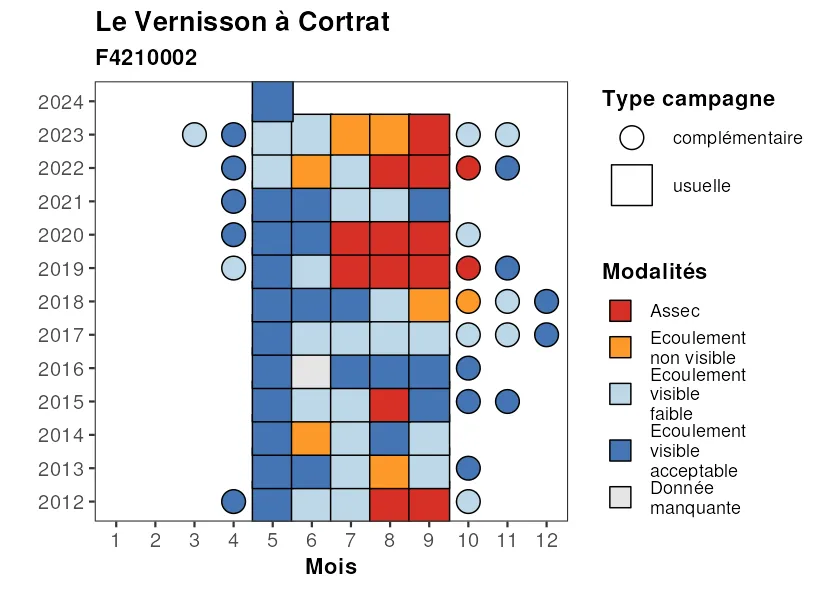 Le Vernisson à Cortrat
F4210002
2024
2023
2022
2021
2020
2019
2018
2017
2016
2015
2014
2013
2012
1 2 3 4 5 6 7 8 9 10 11 12
Mois
Type campagne
complémentaire
usuelle
Modalités
Assec
Ecoulement
non visible
Ecoulement
visible
faible
Ecoulement
visible
acceptable
Donnée
manquante